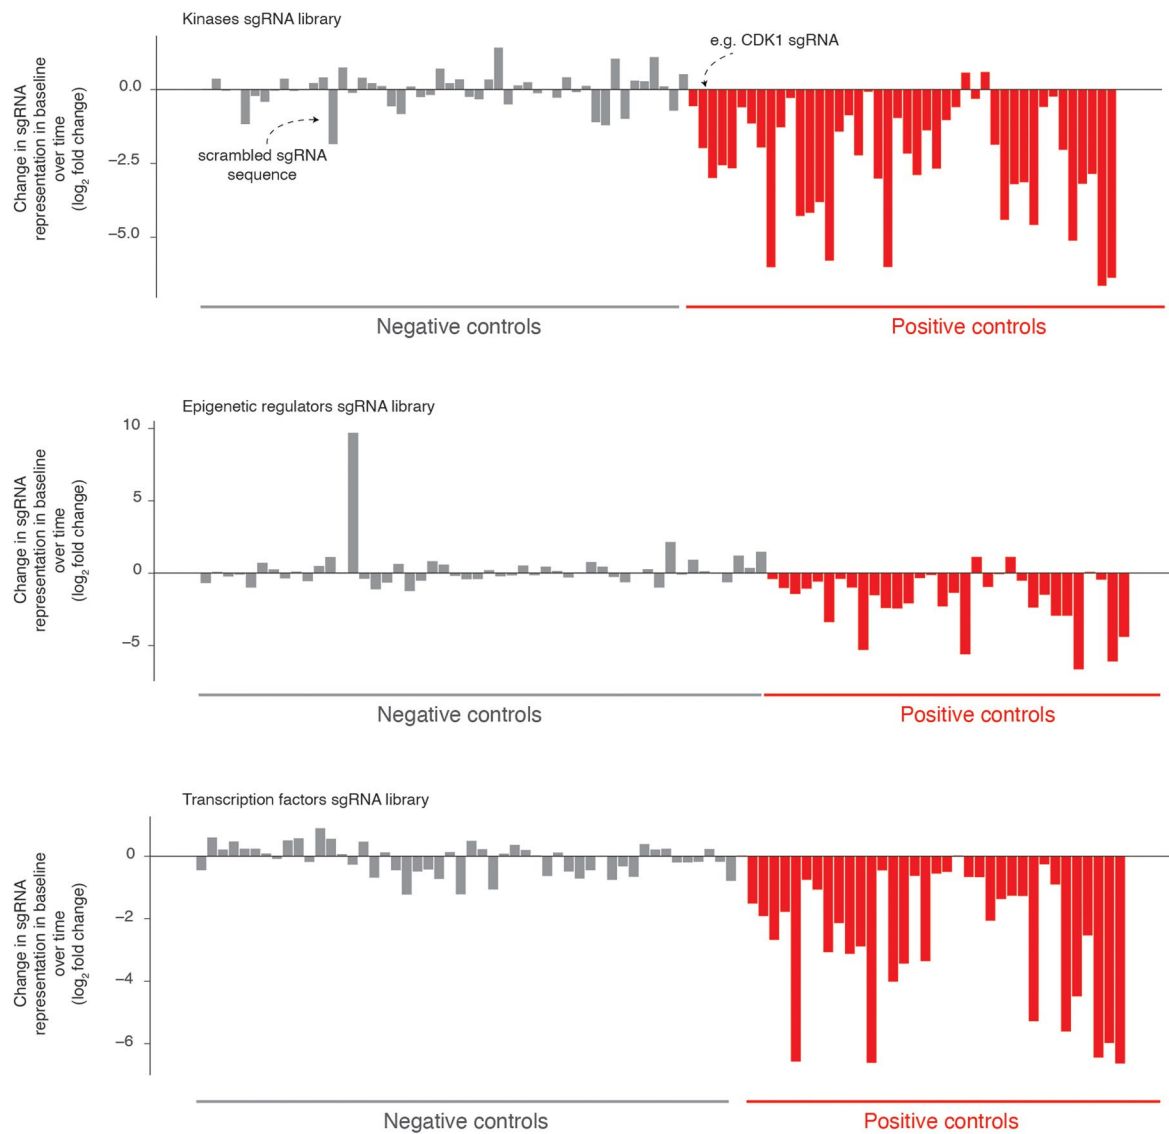 Kinases sgRNA library
Change in sgRNA
representation in baseline
over time
(log₂ fold change)
0.0
−2.5
−5.0
e.g. CDK1 sgRNA
scrambled sgRNA
sequence
Negative controls
Positive controls
Epigenetic regulators sgRNA library
Change in sgRNA
representation in baseline
over time
(log₂ fold change)
10
5
0
−5
Negative controls
Positive controls
Transcription factors sgRNA library
Change in sgRNA
representation in baseline
over time
(log₂ fold change)
0
−2
−4
−6
Negative controls
Positive controls